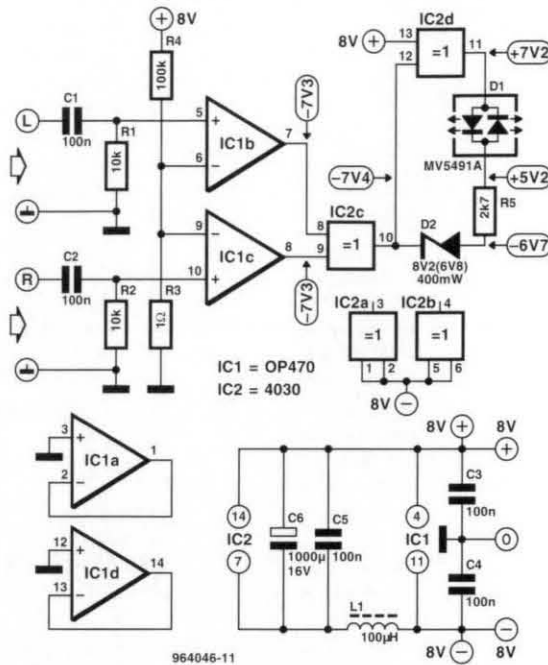 8V
R4
100k
L
C1
100n
R1
10k
5
+
6
−
IC1b
7
−7V3
9
−
10
+
IC1c
8
−7V3
R
C2
100n
R2
10k
R3
1Ω
8
9
IC2c
=1
10
−7V4
8V
13
12
IC2d
=1
11
+7V2
D1
MV5491A
+5V2
2k7
R5
D2
8V2(6V8)
400mW
−6V7
IC2a
3
=1
1 2
IC2b
4
=1
5 6
8V
IC1 = OP470
IC2 = 4030
3
+
2
−
IC1a
1
12
+
13
−
IC1d
14
14
IC2
7
C6
1000µ
16V
C5
100n
4
IC1
11
L1
100µH
8V
+
8V
C3
100n
0
C4
100n
8V
−
8V
964046-11